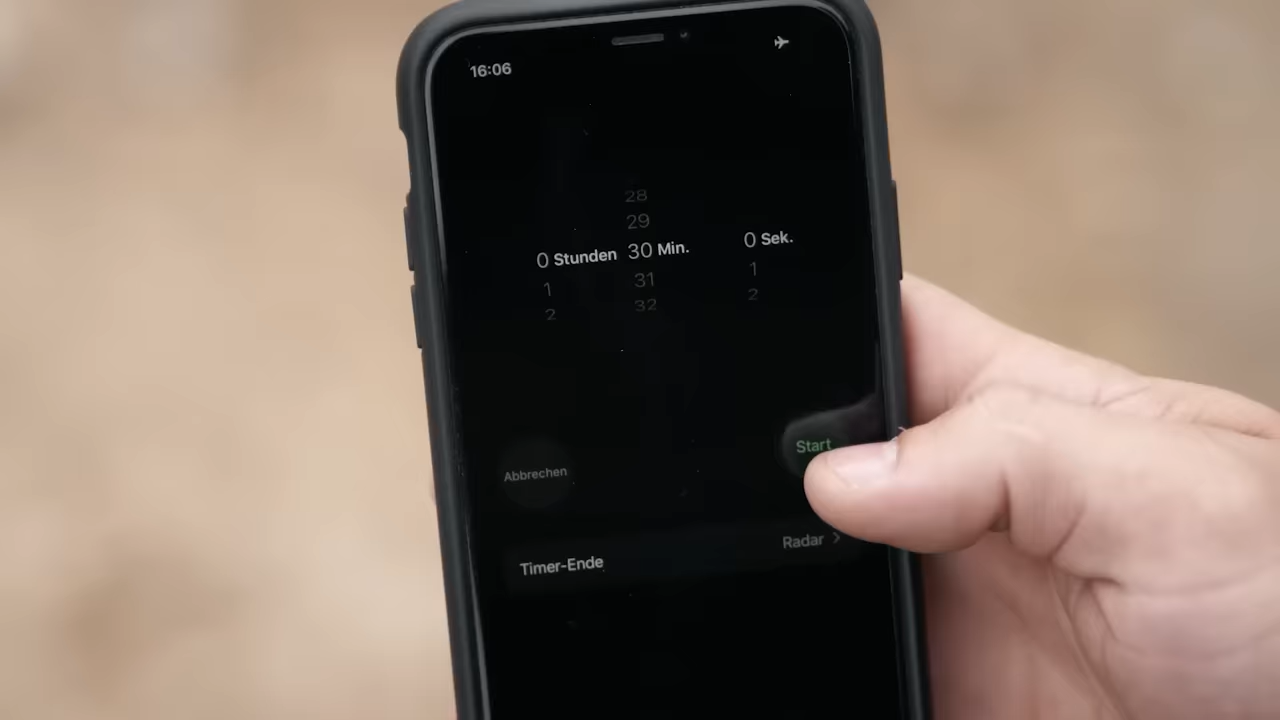 16:06
28
29
0 Stunden 30 Min. 0 Sek.
1 31 1
2 32 2
Start
Abbrechen
Timer-Ende Radar >